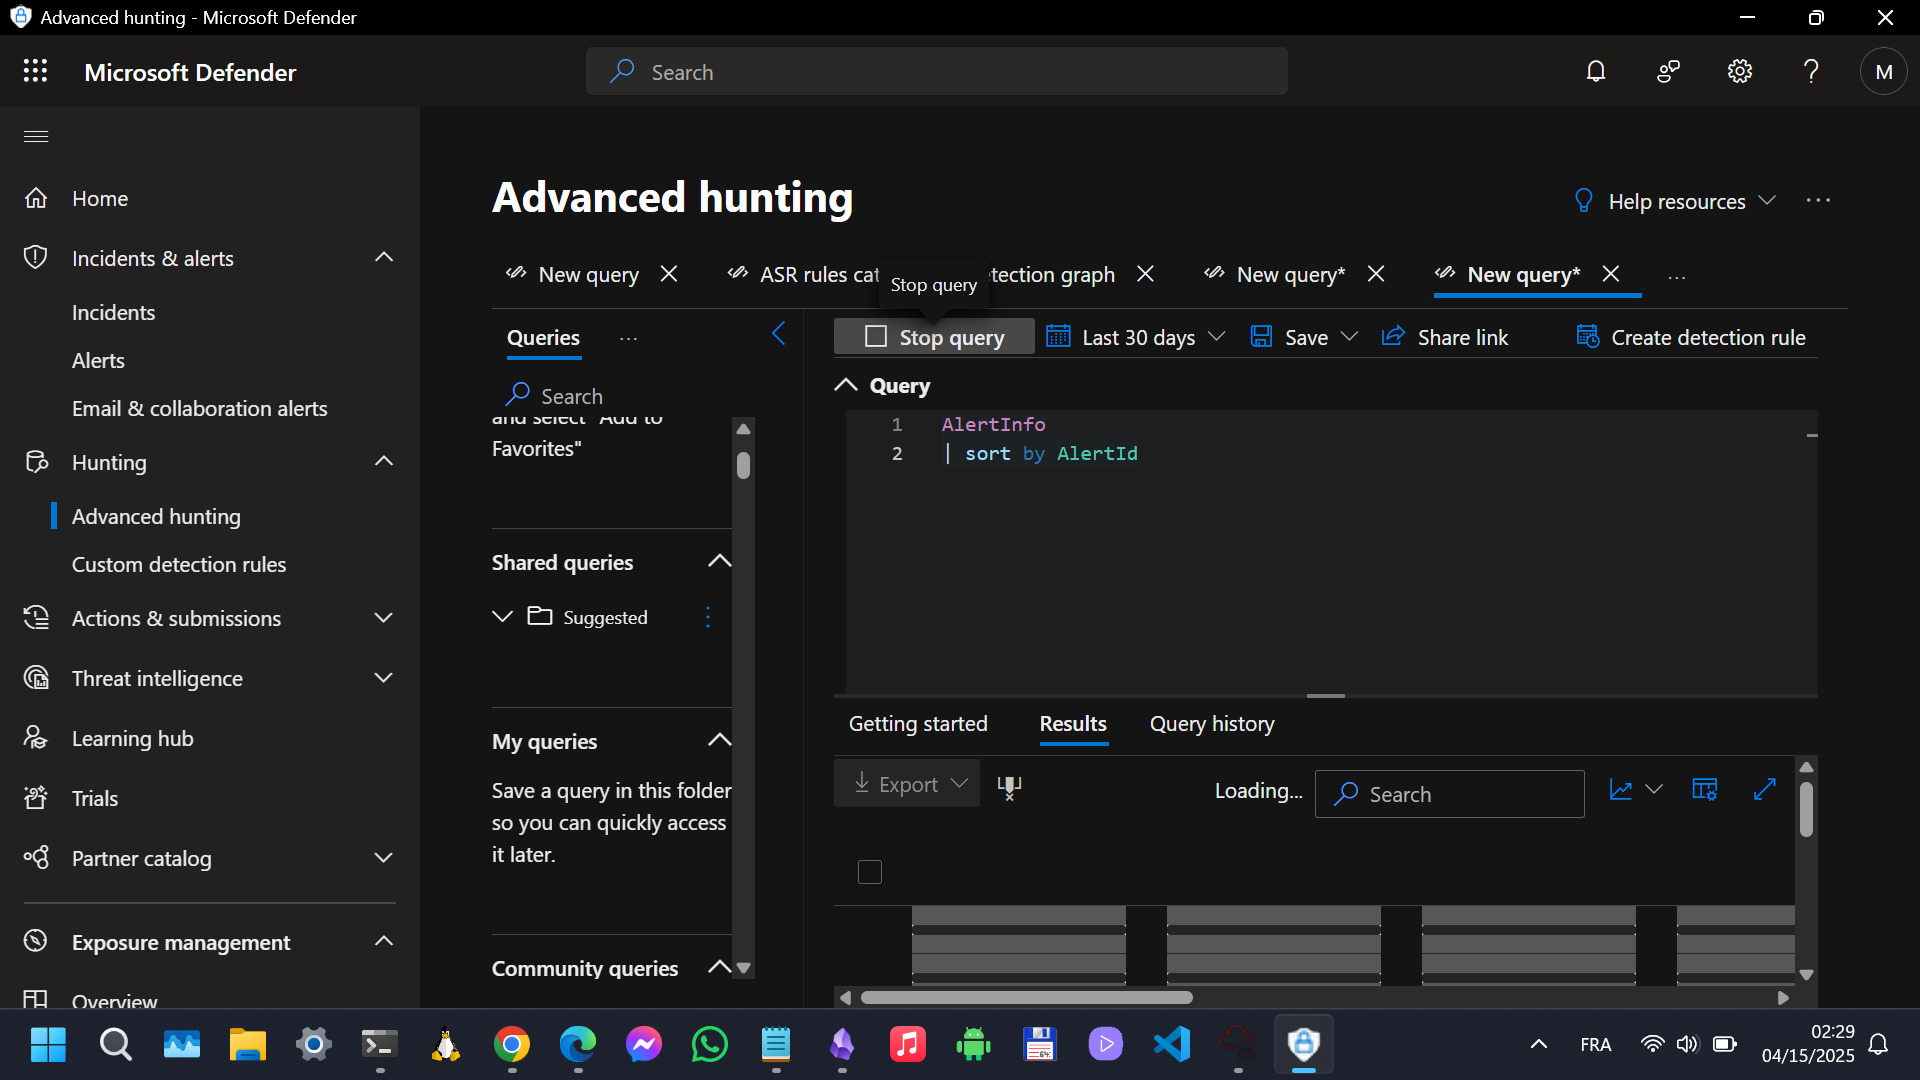 Advanced hunting - Microsoft Defender
Microsoft Defender
Search
M
Home
Incidents & alerts
Incidents
Alerts
Email & collaboration alerts
Hunting
Advanced hunting
Custom detection rules
Actions & submissions
Threat intelligence
Learning hub
Trials
Partner catalog
Exposure management
Overview
Advanced hunting
Help resources
New query
ASR rules cat
tection graph
New query*
New query*
Stop query
Queries
Search
and select "Add to
Favorites"
Shared queries
Suggested
My queries
Save a query in this folder
so you can quickly access
it later.
Community queries
Stop query
Last 30 days
Save
Share link
Create detection rule
Query
1 AlertInfo
2 | sort by AlertId
Getting started
Results
Query history
Export
Loading...
Search
64
FRA
02:29
04/15/2025